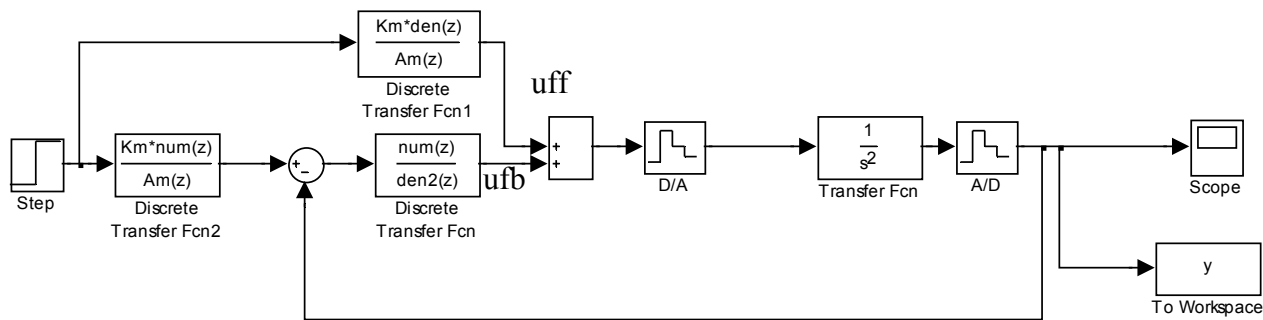 Km*den(z)
Am(z)
Discrete
Transfer Fcn1
uff
Step
Km*num(z)
Am(z)
Discrete
Transfer Fcn2
+
−
num(z)
den2(z)
Discrete
Transfer Fcn
ufb
+
+
D/A
1
s²
Transfer Fcn
A/D
Scope
y
To Workspace